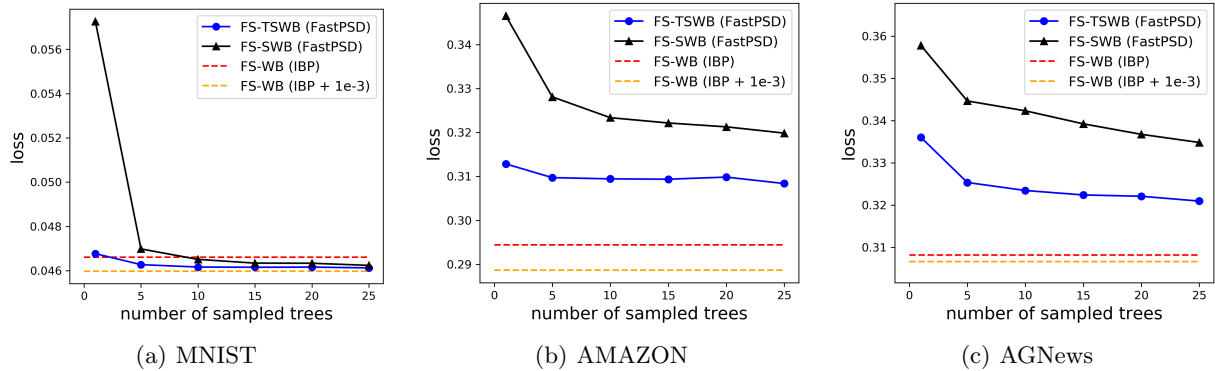 FS-TSWB (FastPSD)
FS-SWB (FastPSD)
FS-WB (IBP)
FS-WB (IBP + 1e-3)
0.056
0.054
0.052
0.050
0.048
0.046
loss
0 5 10 15 20 25
number of sampled trees
(a) MNIST
FS-TSWB (FastPSD)
FS-SWB (FastPSD)
FS-WB (IBP)
FS-WB (IBP + 1e-3)
0.34
0.33
0.32
0.31
0.30
0.29
loss
0 5 10 15 20 25
number of sampled trees
(b) AMAZON
FS-TSWB (FastPSD)
FS-SWB (FastPSD)
FS-WB (IBP)
FS-WB (IBP + 1e-3)
0.36
0.35
0.34
0.33
0.32
0.31
loss
0 5 10 15 20 25
number of sampled trees
(c) AGNews